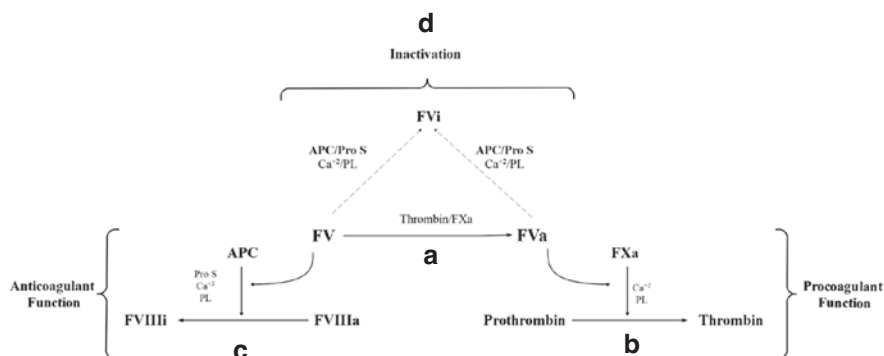 d
Inactivation
FVi
APC/Pro S
Ca⁺²/PL
APC/Pro S
Ca⁺²/PL
Thrombin/FXa
FV
FVa
a
APC
FXa
Pro S
Ca⁺²
PL
Ca⁺²
PL
Anticoagulant
Function
Procoagulant
Function
FVIIIi
FVIIIa
Prothrombin
Thrombin
c
b